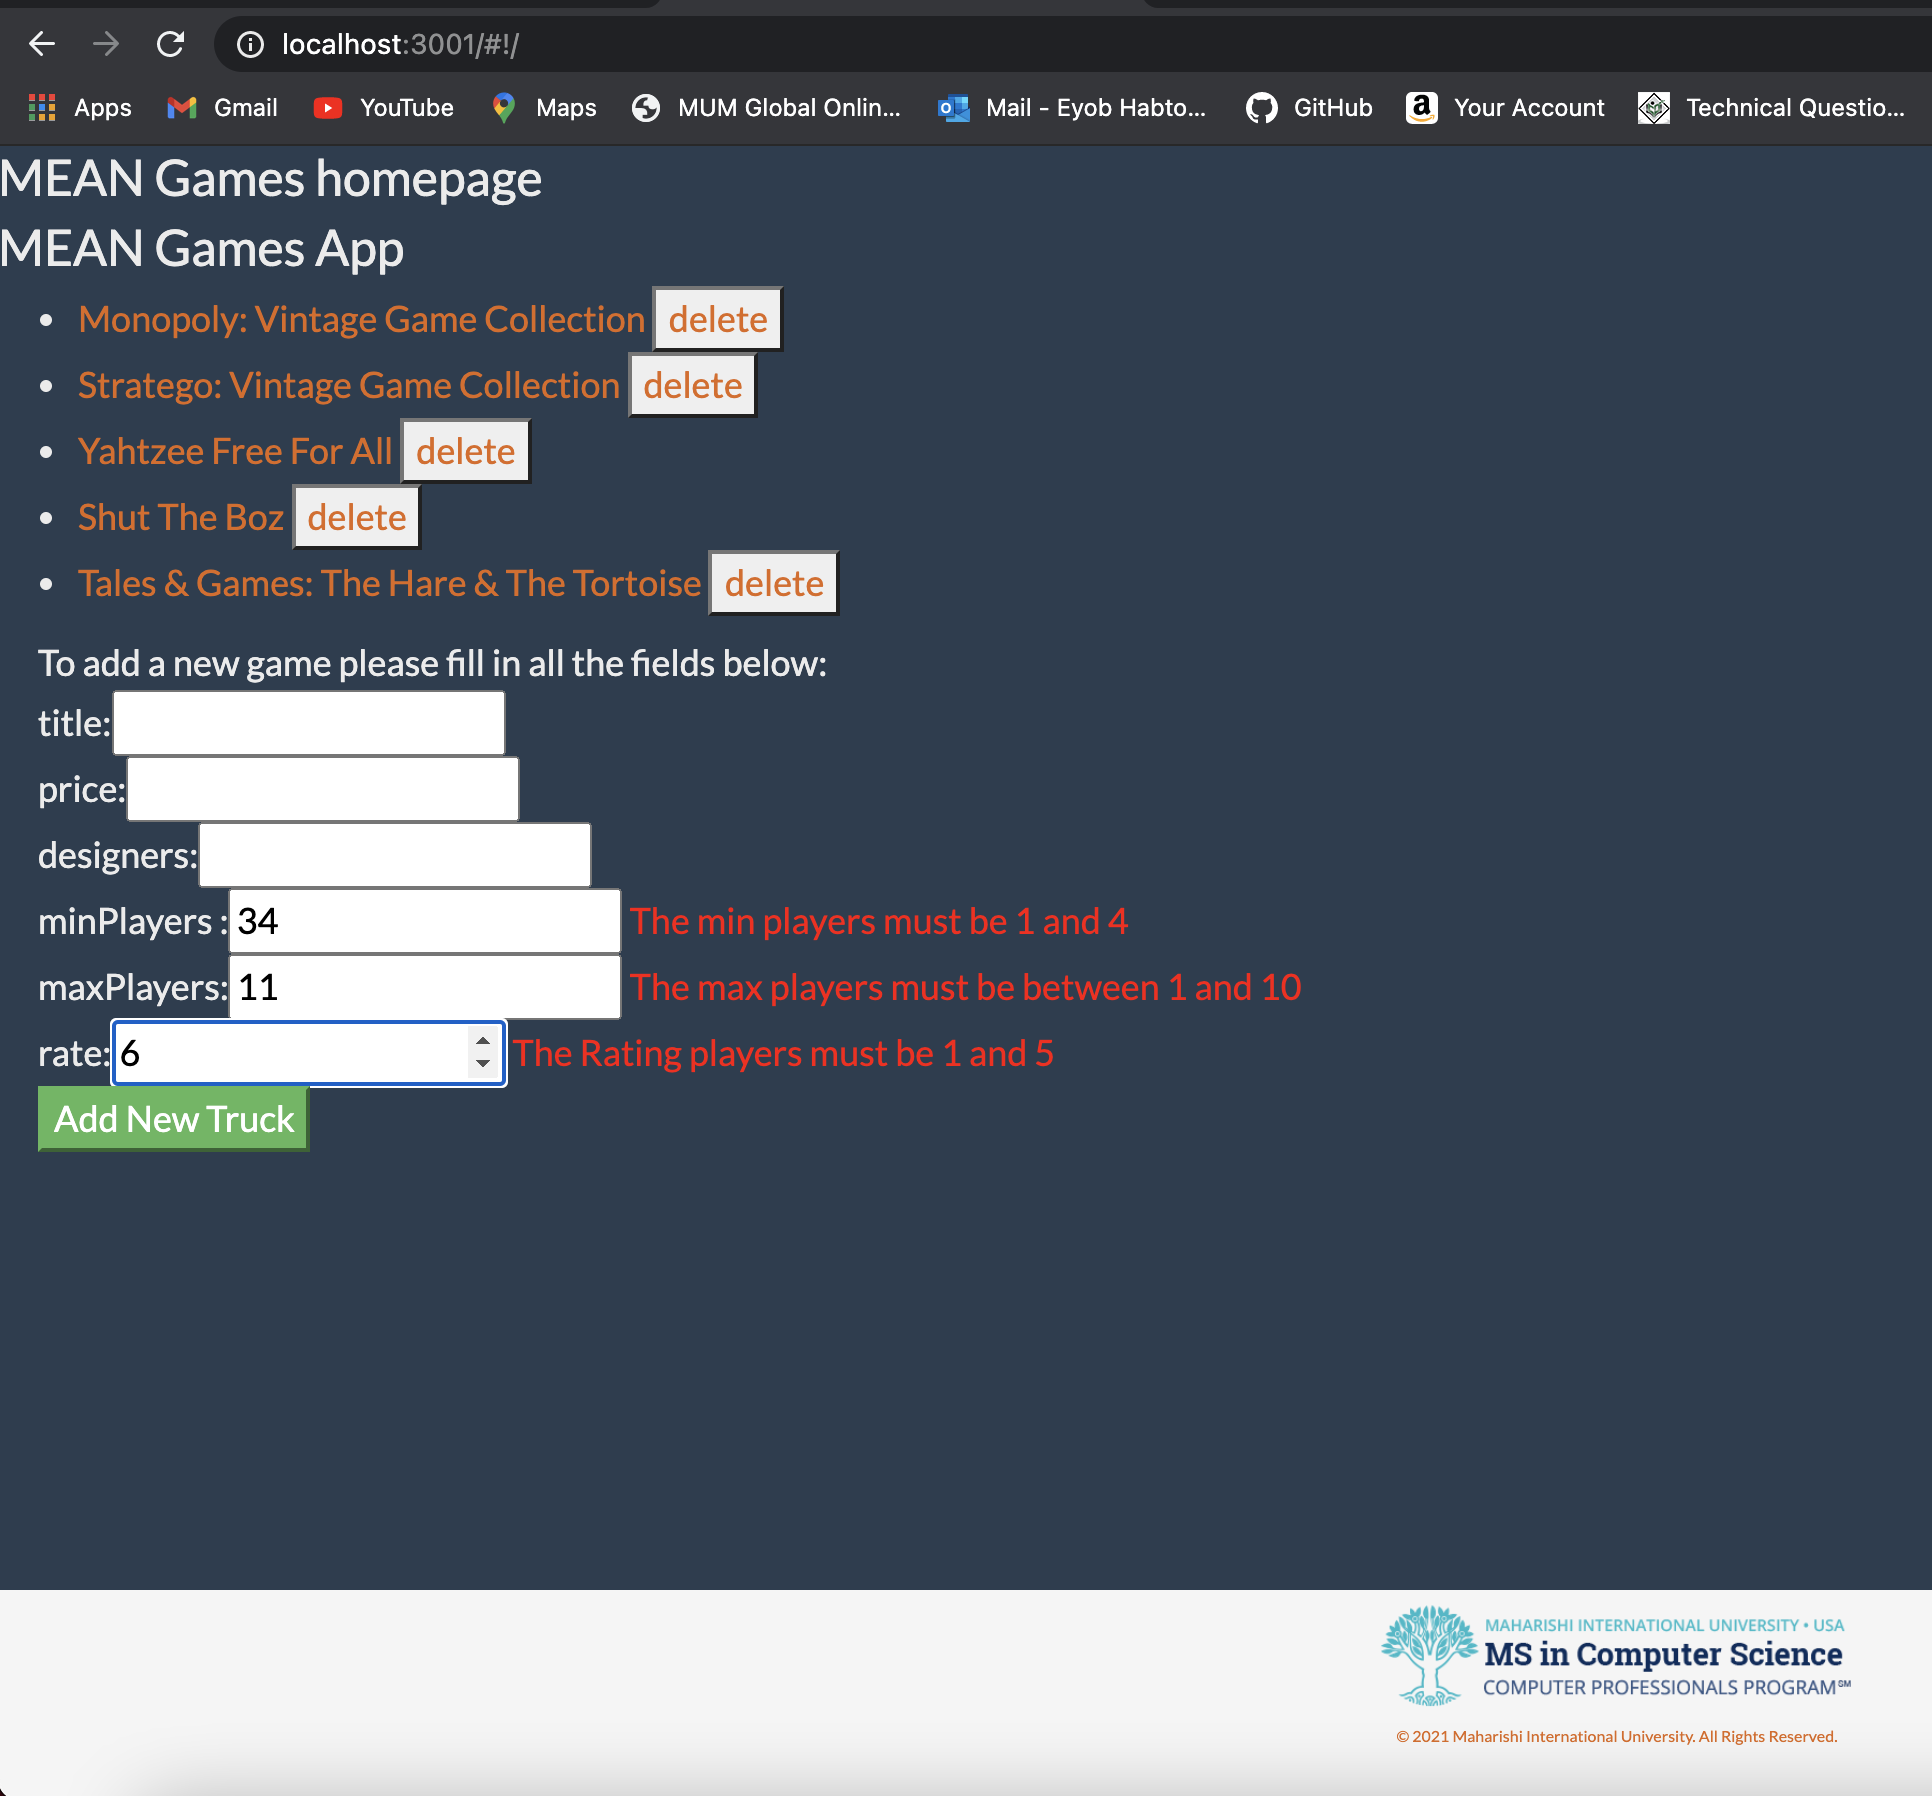 localhost:3001/#!/
Apps Gmail YouTube Maps MUM Global Onlin... Mail - Eyob Habto... GitHub Your Account Technical Questio...
MEAN Games homepage
MEAN Games App
• Monopoly: Vintage Game Collection delete
• Stratego: Vintage Game Collection delete
• Yahtzee Free For All delete
• Shut The Boz delete
• Tales & Games: The Hare & The Tortoise delete
To add a new game please fill in all the fields below:
title:
price:
designers:
minPlayers : 34 The min players must be 1 and 4
maxPlayers: 11 The max players must be between 1 and 10
rate: 6 The Rating players must be 1 and 5
Add New Truck
MAHARISHI INTERNATIONAL UNIVERSITY • USA
MS in Computer Science
COMPUTER PROFESSIONALS PROGRAM℠
© 2021 Maharishi International University. All Rights Reserved.